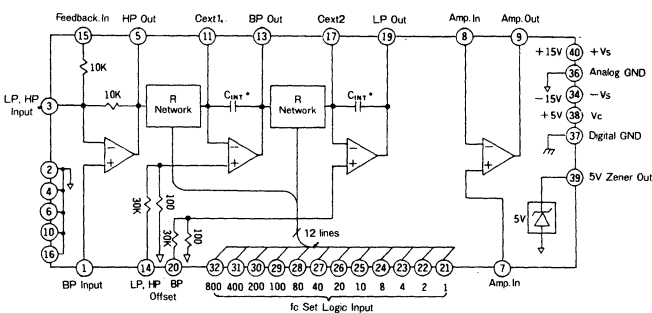 Feedback.In HP Out Cext1, BP Out Cext2 LP Out Amp. In Amp. Out
15 5 11 13 17 19 8 9
+15V 40 +Vs
36 Analog GND
-15V 34 -Vs
+5V 38 Vc
37 Digital GND
39 5V Zener Out
5V
10K
10K
LP, HP
Input
3
R
Network
CINT*
R
Network
CINT*
-
+
-
+
-
+
-
+
2
4
6
10
16
30K
100
30K
100
12 lines
1 14 20 32 31 30 29 28 27 26 25 24 23 22 21 7
BP Input
LP, HP BP
Offset
800 400 200 100 80 40 20 10 8 4 2 1
Amp. In
fc Set Logic Input